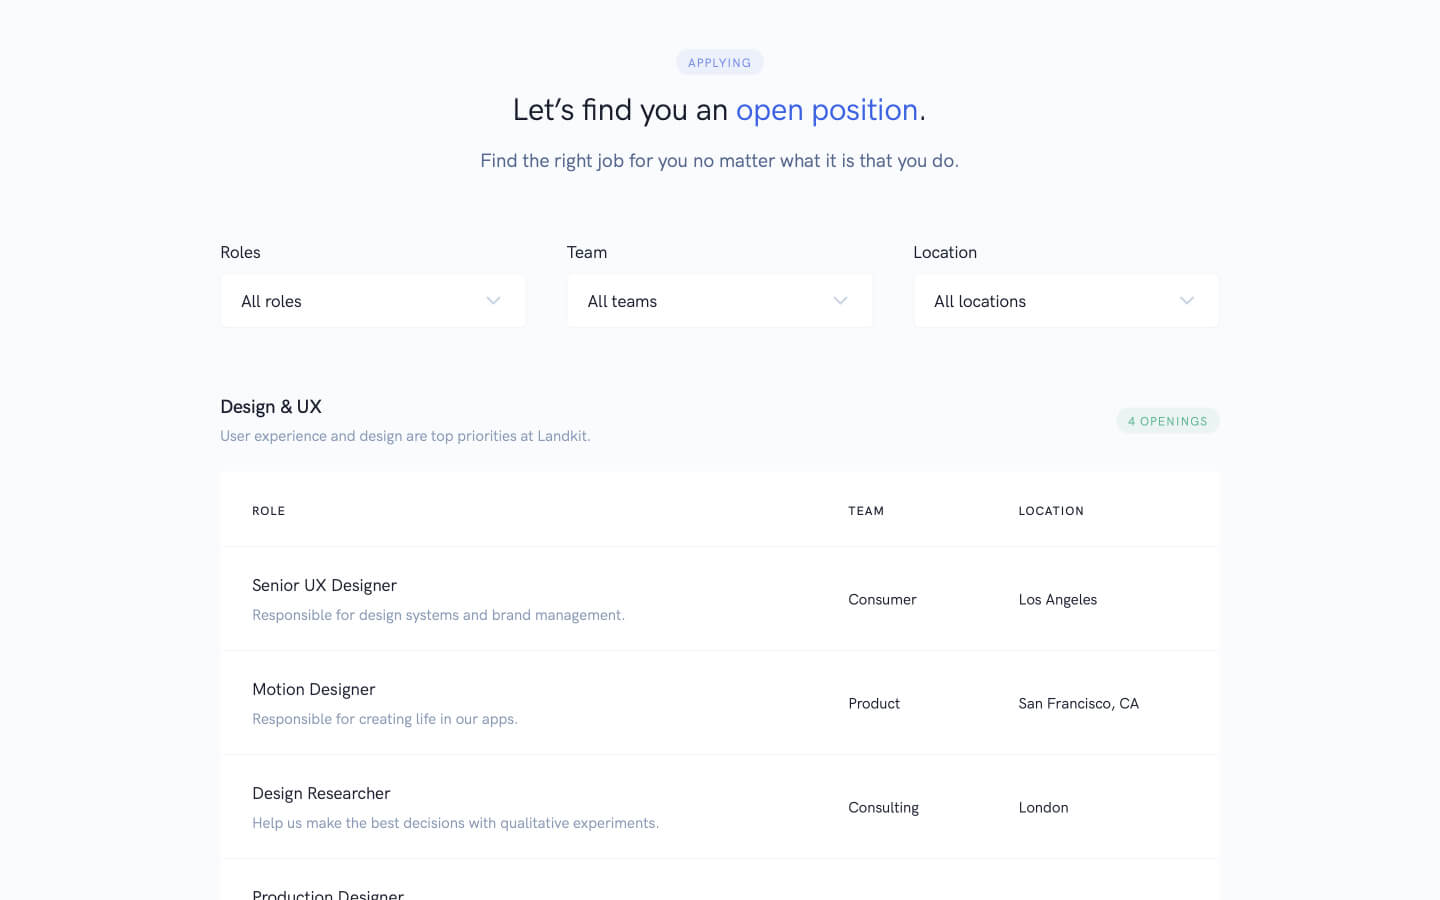 APPLYING
Let’s find you an open position.
Find the right job for you no matter what it is that you do.
Roles
Team
Location
All roles
All teams
All locations
Design & UX
User experience and design are top priorities at Landkit.
4 OPENINGS
ROLE
TEAM
LOCATION
Senior UX Designer
Responsible for design systems and brand management.
Consumer
Los Angeles
Motion Designer
Responsible for creating life in our apps.
Product
San Francisco, CA
Design Researcher
Help us make the best decisions with qualitative experiments.
Consulting
London
Production Designer